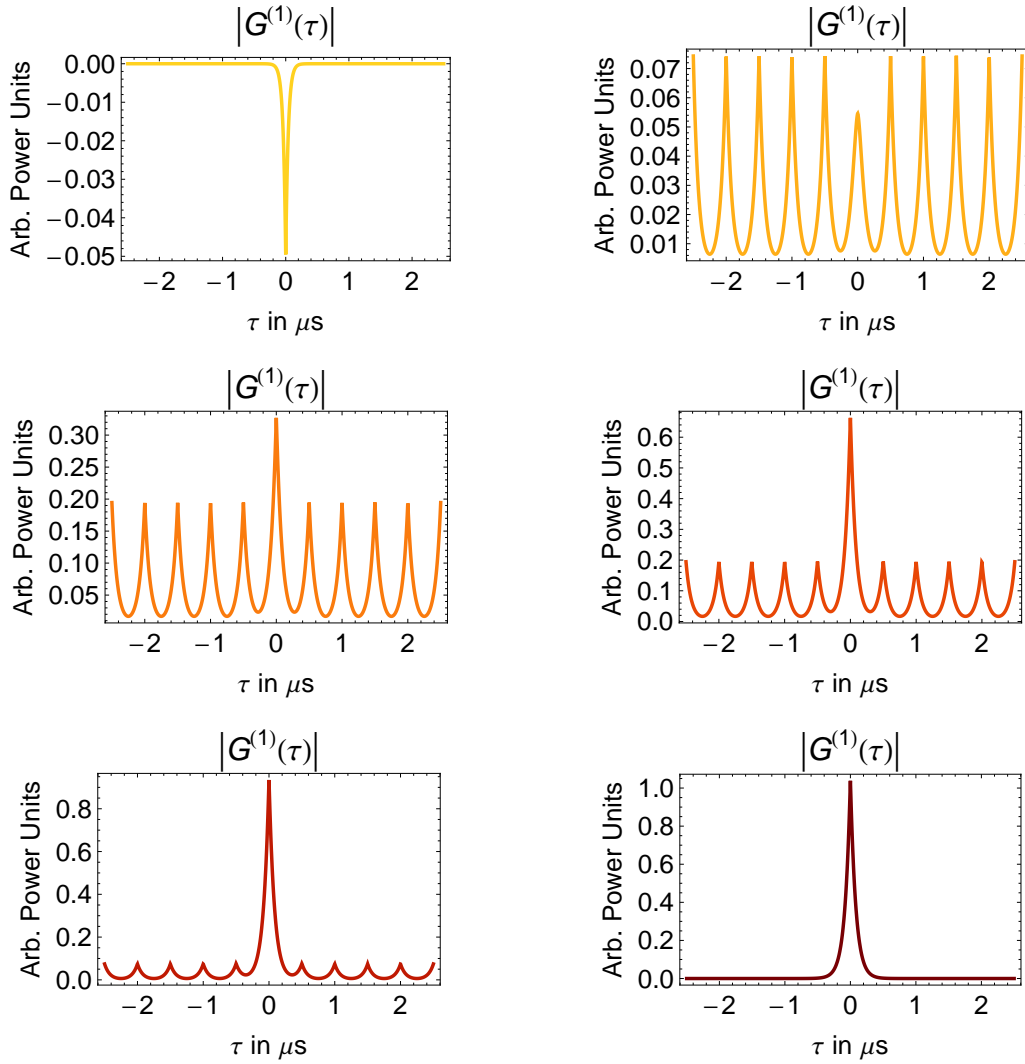 |G⁽¹⁾(τ)|
Arb. Power Units
0.00
−0.01
−0.02
−0.03
−0.04
−0.05
−2 −1 0 1 2
τ in μs
|G⁽¹⁾(τ)|
Arb. Power Units
0.07
0.06
0.05
0.04
0.03
0.02
0.01
−2 −1 0 1 2
τ in μs
|G⁽¹⁾(τ)|
Arb. Power Units
0.30
0.25
0.20
0.15
0.10
0.05
−2 −1 0 1 2
τ in μs
|G⁽¹⁾(τ)|
Arb. Power Units
0.6
0.5
0.4
0.3
0.2
0.1
0.0
−2 −1 0 1 2
τ in μs
|G⁽¹⁾(τ)|
Arb. Power Units
0.8
0.6
0.4
0.2
0.0
−2 −1 0 1 2
τ in μs
|G⁽¹⁾(τ)|
Arb. Power Units
1.0
0.8
0.6
0.4
0.2
0.0
−2 −1 0 1 2
τ in μs